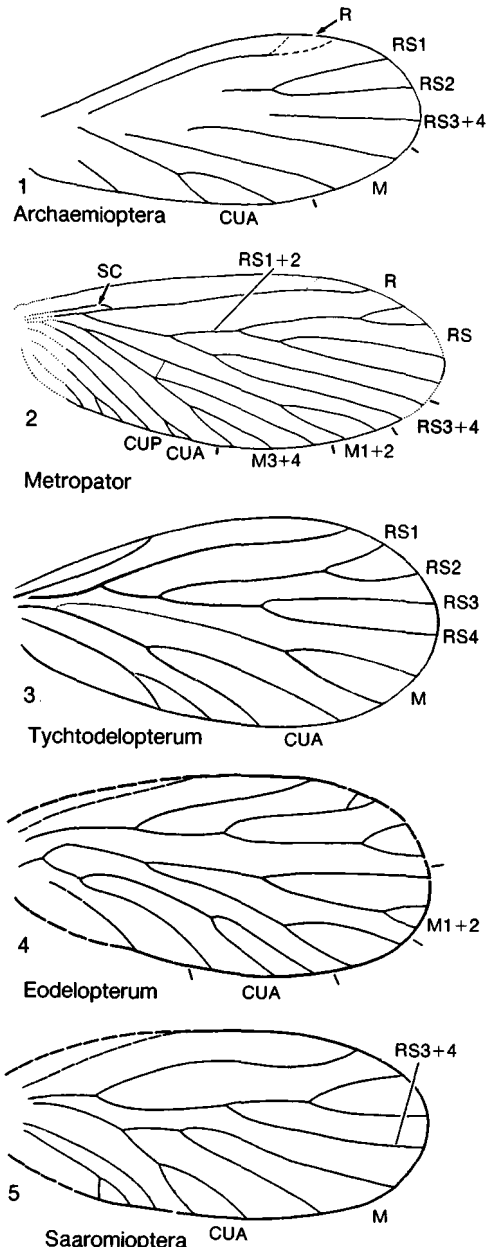 R
RS1
RS2
RS3+4
M
CUA
1
Archaemioptera
SC
RS1+2
R
RS
RS3+4
M1+2
M3+4
CUA
CUP
2
Metropator
RS1
RS2
RS3
RS4
M
CUA
3
Tychtodelopterum
M1+2
CUA
4
Eodelopterum
RS3+4
M
CUA
5
Saaromioptera